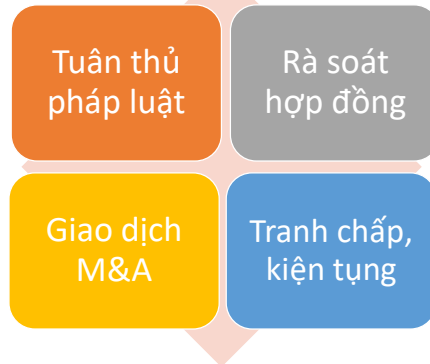 Tuân thủ
pháp luật
Rà soát
hợp đồng
Giao dịch
M&A
Tranh chấp,
kiện tụng